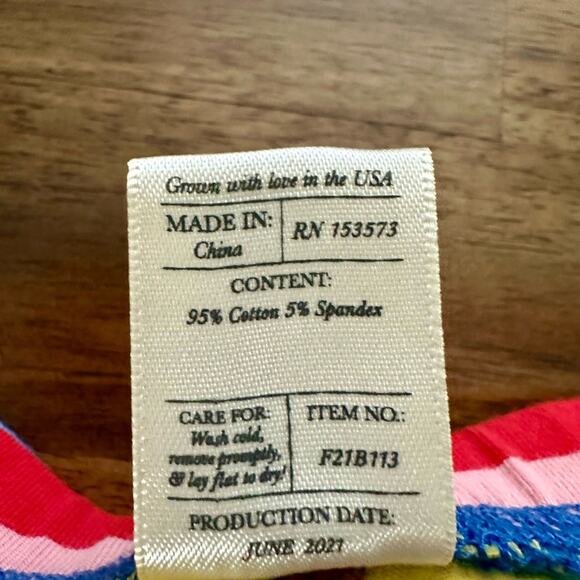 Grown with love in the USA
MADE IN:
China
RN 153573
CONTENT:
95% Cotton 5% Spandex
CARE FOR:
Wash cold,
remove promptly,
& lay flat to dry!
ITEM NO.:
F21B113
PRODUCTION DATE:
JUNE 2021